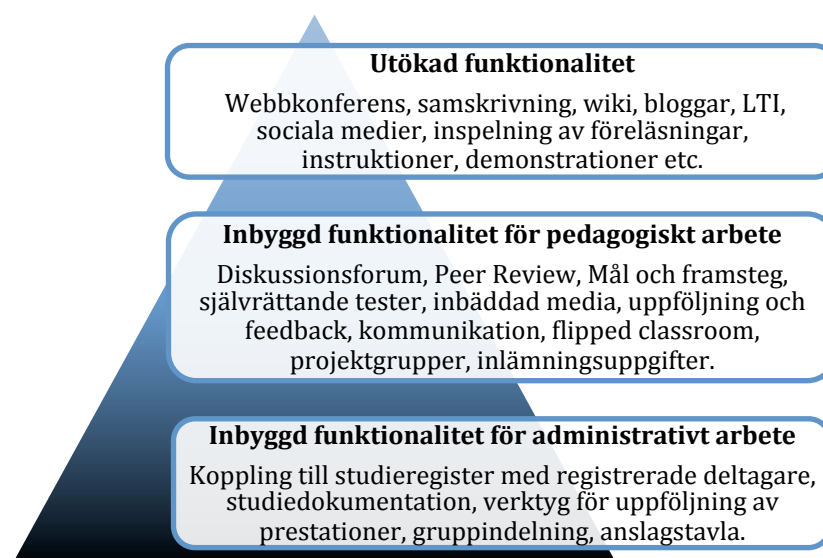 Utökad funktionalitet
Webbkonferens, samskrivning, wiki, bloggar, LTI,
sociala medier, inspelning av föreläsningar,
instruktioner, demonstrationer etc.
Inbyggd funktionalitet för pedagogiskt arbete
Diskussionsforum, Peer Review, Mål och framsteg,
självrättande tester, inbäddad media, uppföljning och
feedback, kommunikation, flipped classroom,
projektgrupper, inlämningsuppgifter.
Inbyggd funktionalitet för administrativt arbete
Koppling till studieregister med registrerade deltagare,
studiedokumentation, verktyg för uppföljning av
prestationer, gruppindelning, anslagstavla.